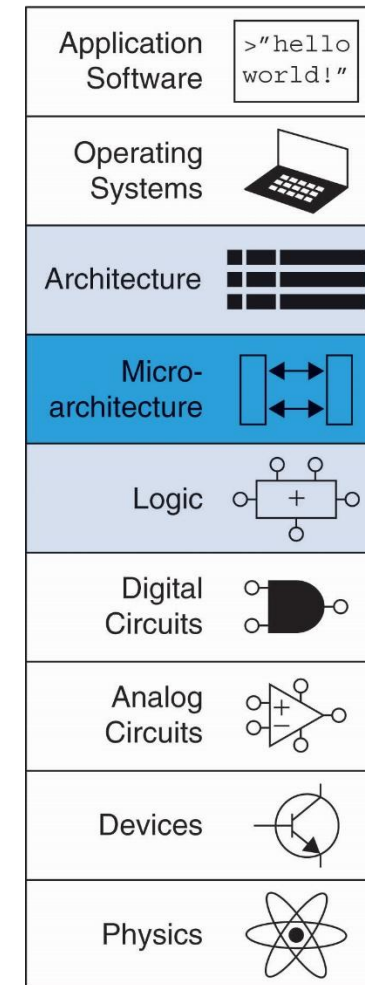 Application
Software
>"hello
world!"
Operating
Systems
Architecture
Micro-
architecture
Logic
+
Digital
Circuits
Analog
Circuits
+
−
Devices
Physics